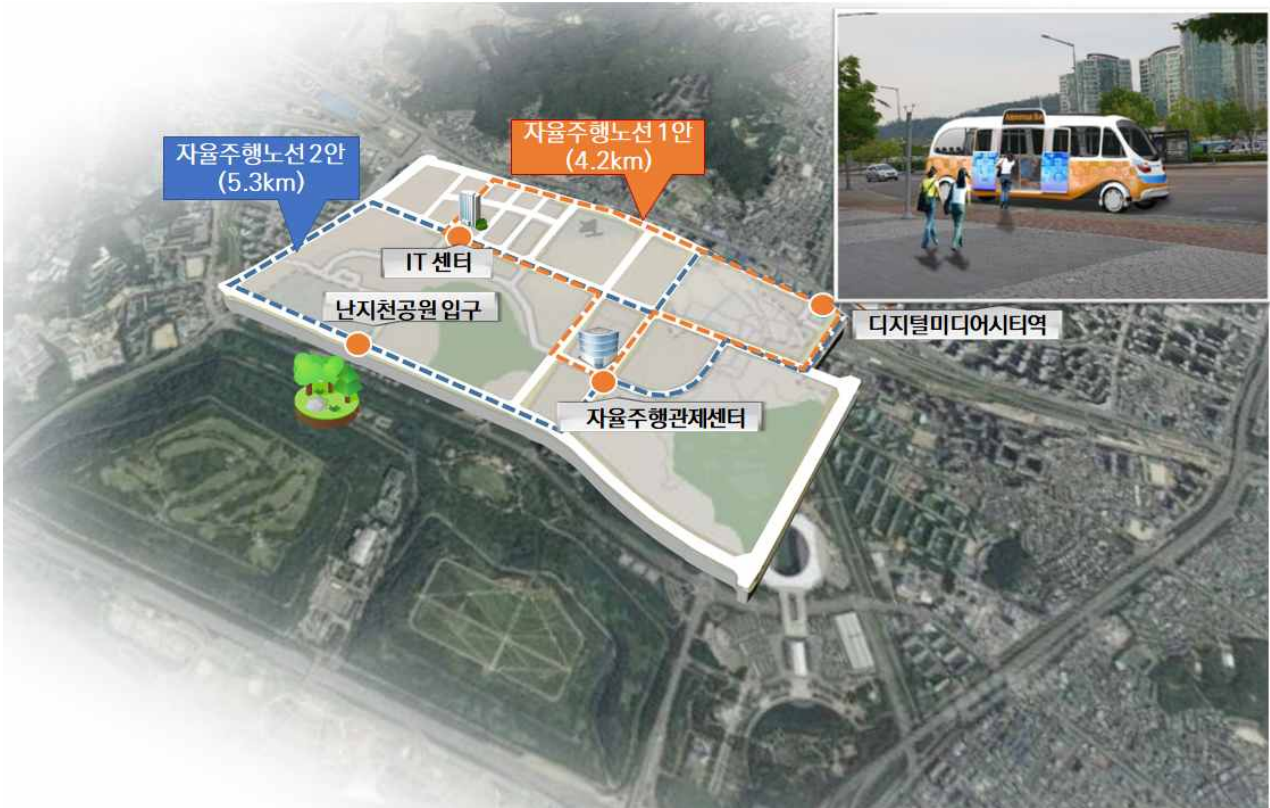 자율주행노선 1안
(4.2km)
자율주행노선 2안
(5.3km)
IT 센터
난지천공원 입구
디지털미디어시티역
자율주행관제센터